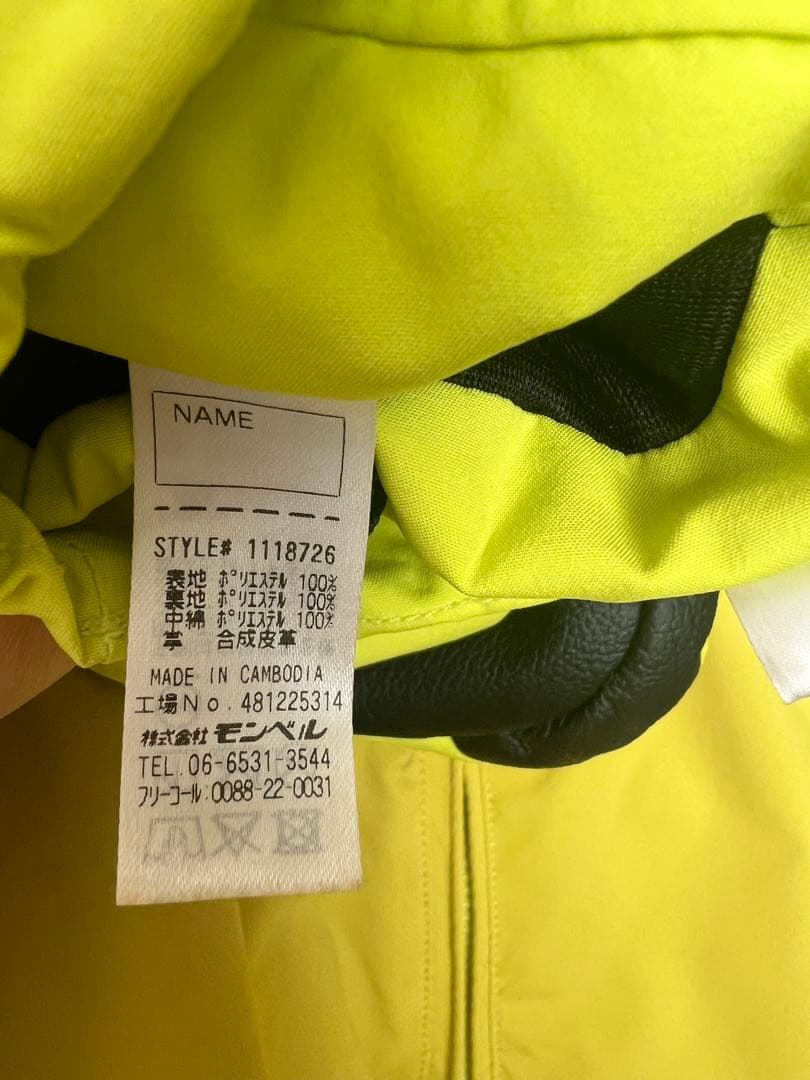 NAME
STYLE# 1118726
表地 ポリエステル 100%
裏地 ポリエステル 100%
中綿 ポリエステル 100%
掌 合成皮革
MADE IN CAMBODIA
工場No. 481225314
株式会社 モンベル
TEL.06-6531-3544
フリーコール:0088-22-0031